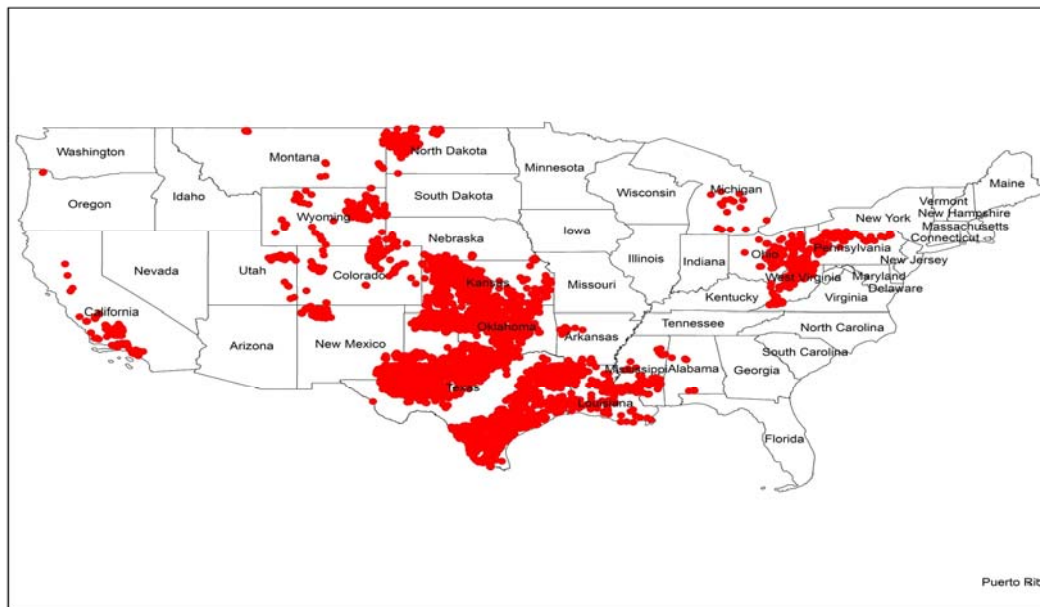 Washington
Montana
North Dakota
Minnesota
Maine
Oregon
Idaho
Wyoming
South Dakota
Wisconsin
Michigan
Vermont
New Hampshire
New York
Massachusetts
Connecticut
Nebraska
Iowa
Illinois
Indiana
Ohio
Pennsylvania
New Jersey
Nevada
Utah
Colorado
Kansas
Missouri
West Virginia
Maryland
Delaware
Kentucky
Virginia
California
Arizona
New Mexico
Oklahoma
Arkansas
Tennessee
North Carolina
South Carolina
Mississippi
Alabama
Georgia
Texas
Louisiana
Florida
Puerto Ri